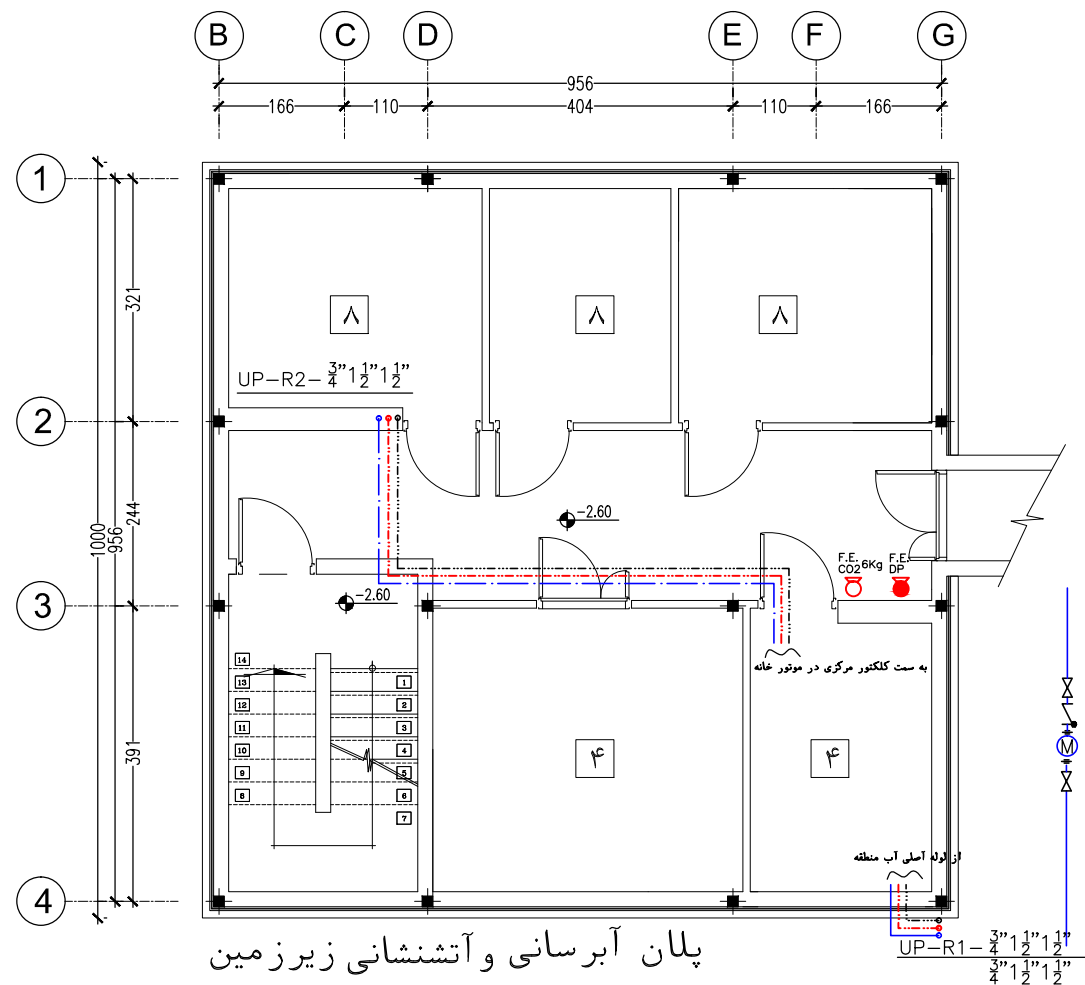 B C D E F G
956
166 110 404 110 166
1
2
3
4
1000
956
321
244
391
۸
۸
۸
UP-R2- 3/4"1 1/2"1 1/2"
-2.60
-2.60
F.E. CO2 6Kg
F.E. DP
به سمت کلکتور مرکزی در موتور خانه
14
13
12
11
10
9
8
1
2
3
4
5
6
7
۴
۴
M
از لوله آصلی آب منطقه
UP-R1- 3/4"1 1/2"1 1/2"
3/4"1 1/2"1 1/2"
پلان آبرسانی و آتشنشانی زیرزمین